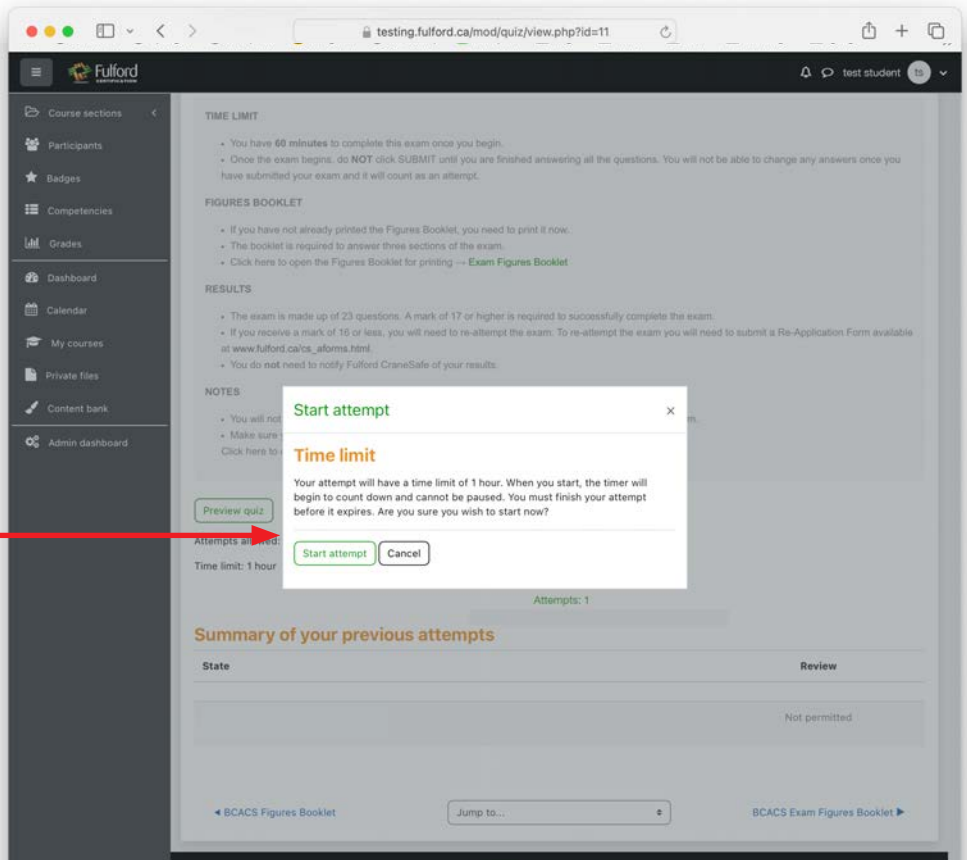 testing.fulford.ca/mod/quiz/view.php?id=11
Fulford
CERTIFICATION
test student ts
Course sections
Participants
Badges
Competencies
Grades
Dashboard
Calendar
My courses
Private files
Content bank
Admin dashboard
TIME LIMIT
• You have 60 minutes to complete this exam once you begin.
• Once the exam begins, do NOT click SUBMIT until you are finished answering all the questions. You will not be able to change any answers once you
have submitted your exam and it will count as an attempt.
FIGURES BOOKLET
• If you have not already printed the Figures Booklet, you need to print it now.
• The booklet is required to answer three sections of the exam.
• Click here to open the Figures Booklet for printing → Exam Figures Booklet
RESULTS
• The exam is made up of 23 questions. A mark of 17 or higher is required to successfully complete the exam.
• If you receive a mark of 16 or less, you will need to re-attempt the exam. To re-attempt the exam you will need to submit a Re-Application Form available
at www.fulford.ca/cs_aforms.html.
• You do not need to notify Fulford CraneSafe of your results.
NOTES
• You will not
• Make sure
Click here to
Start attempt ×
Time limit
Your attempt will have a time limit of 1 hour. When you start, the timer will
begin to count down and cannot be paused. You must finish your attempt
before it expires. Are you sure you wish to start now?
Start attempt Cancel
Preview quiz
Attempts allowed:
Time limit: 1 hour
Attempts: 1
Summary of your previous attempts
State Review
Not permitted
◄ BCACS Figures Booklet Jump to... BCACS Exam Figures Booklet ►